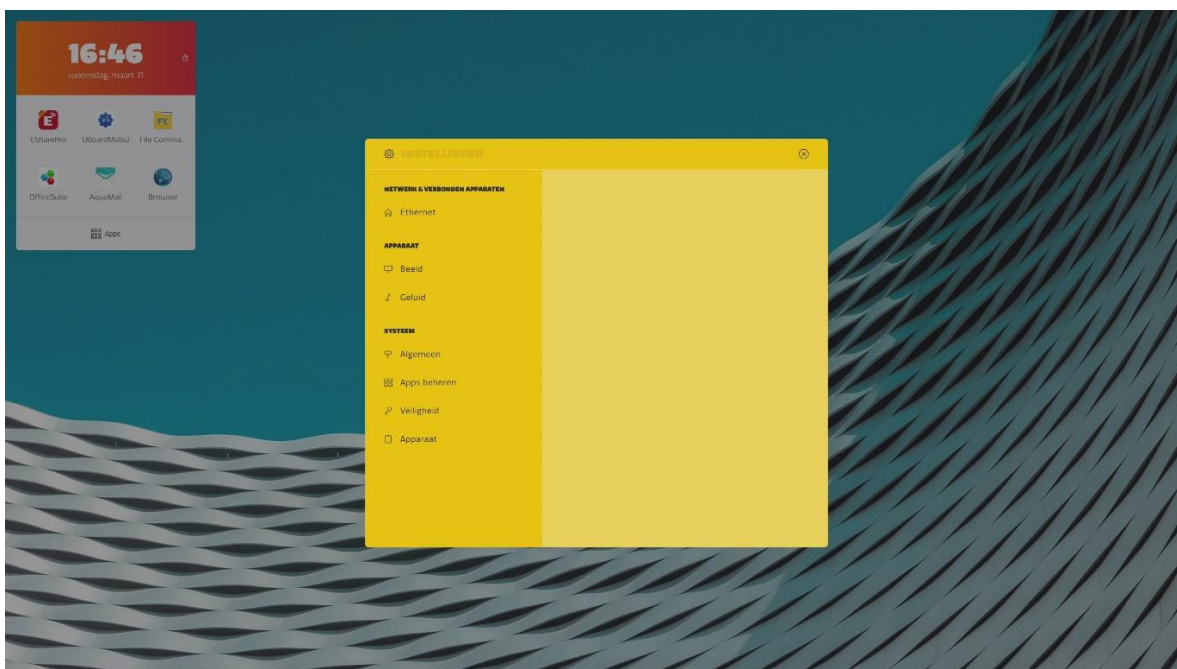 16:46
woensdag, maart 31
ESharePro
UBoardMate2
File Comma..
OfficeSuite
AquaMail
Browser
Apps
INSTELLINGEN
NETWERK & VERBONDEN APPARATEN
Ethernet
APPARAAT
Beeld
Geluid
SYSTEEM
Algemeen
Apps beheren
Veiligheid
Apparaat